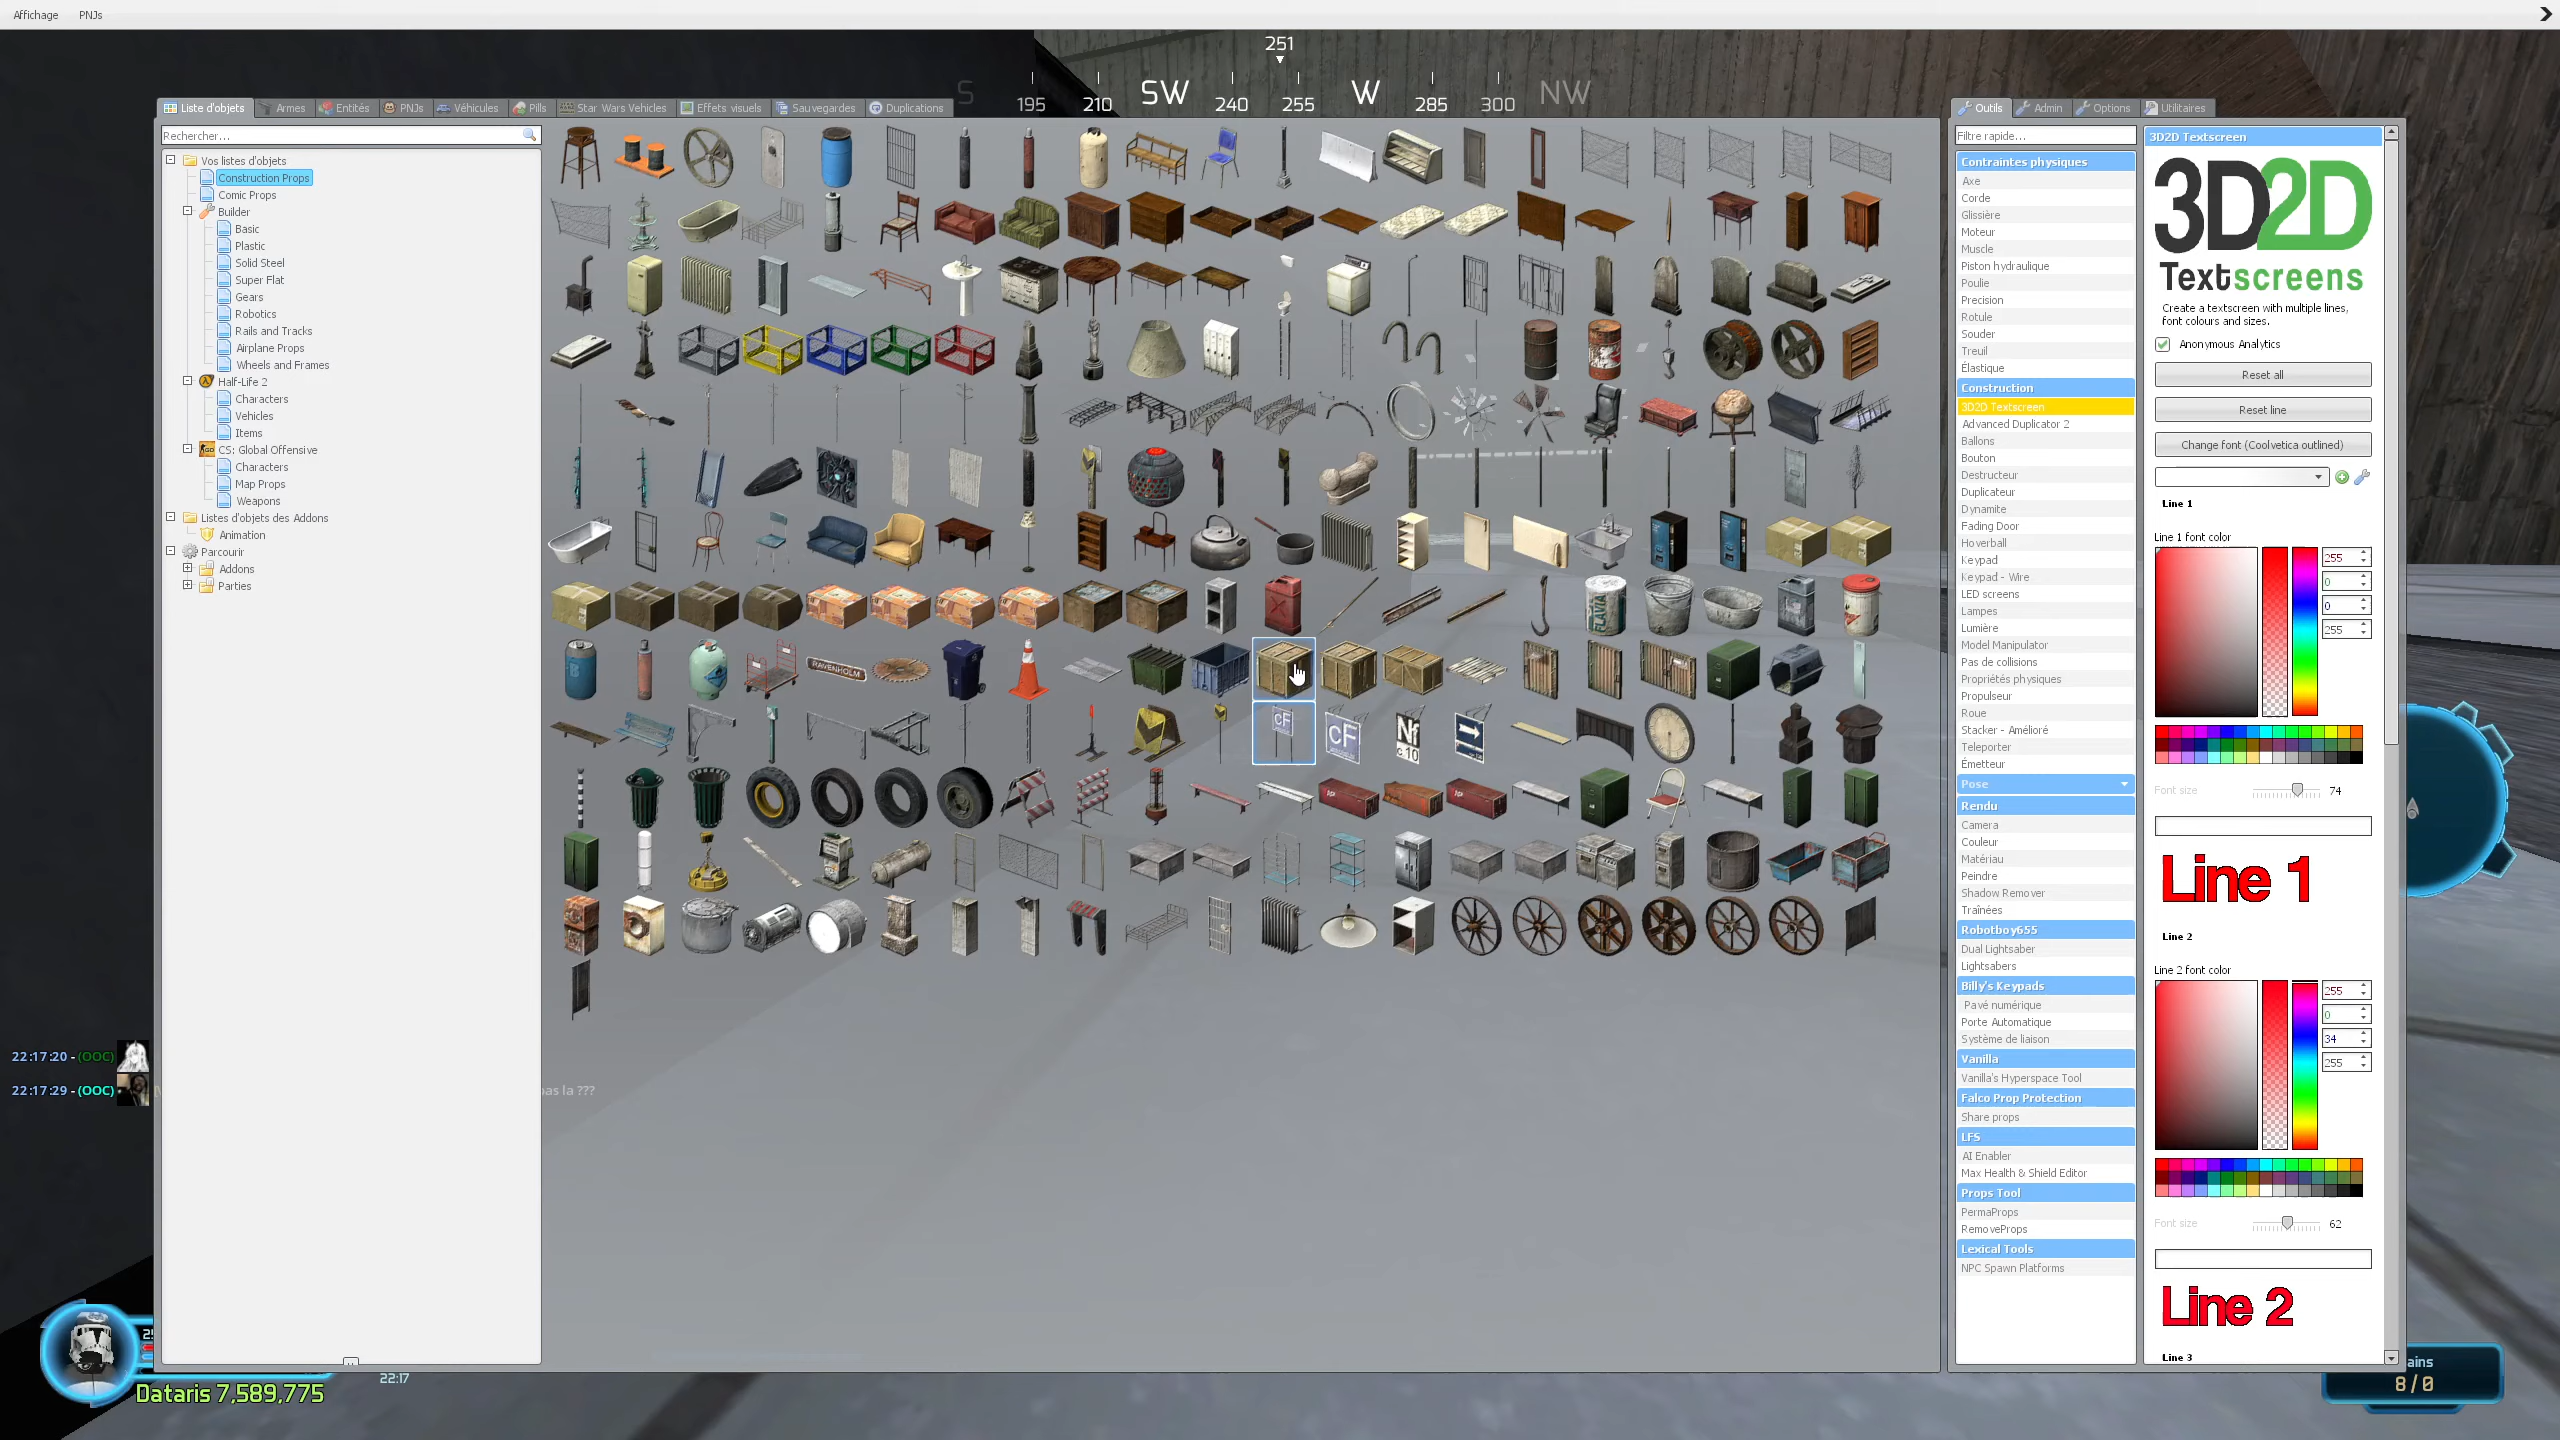 Affichage PNJs
251
S 195 210 SW 240 255 W 285 300 NW
Liste d'objets Armes Entités PNJs Véhicules Pills Star Wars Vehicles Effets visuels Sauvegardes Duplications
Rechercher...
Vos listes d'objets
Construction Props
Comic Props
Builder
Basic
Plastic
Solid Steel
Super Flat
Gears
Robotics
Rails and Tracks
Airplane Props
Wheels and Frames
Half-Life 2
Characters
Vehicles
Items
CS: Global Offensive
Characters
Map Props
Weapons
Listes d'objets des Addons
Animation
Parcourir
Addons
Parties
RAVENHOLM
cF
cF
Nf
c10
22:17:20 - (OOC)
22:17:29 - (OOC)
pas la ???
22:17
Dataris 7,589,775
Outils Admin Options Utilitaires
Filtre rapide...
Contraintes physiques
Axe
Corde
Glissière
Moteur
Muscle
Piston hydraulique
Poulie
Precision
Rotule
Souder
Treuil
Élastique
Construction
3D2D Textscreen
Advanced Duplicator 2
Ballons
Bouton
Destructeur
Duplicateur
Dynamite
Fading Door
Hoverball
Keypad
Keypad - Wire
LED screens
Lampes
Lumière
Model Manipulator
Pas de collisions
Propriétés physiques
Propulseur
Roue
Stacker - Amélioré
Teleporter
Émetteur
Pose
Rendu
Camera
Couleur
Matériau
Peindre
Shadow Remover
Traînées
Robotboy655
Dual Lightsaber
Lightsabers
Billy's Keypads
Pavé numérique
Porte Automatique
Système de liaison
Vanilla
Vanilla's Hyperspace Tool
Falco Prop Protection
Share props
LFS
AI Enabler
Max Health & Shield Editor
Props Tool
PermaProps
RemoveProps
Lexical Tools
NPC Spawn Platforms
3D2D Textscreen
3D2D
Textscreens
Create a textscreen with multiple lines,
font colours and sizes.
Anonymous Analytics
Reset all
Reset line
Change font (Coolvetica outlined)
Line 1
Line 1 font color
255
0
0
255
Font size 74
Line 1
Line 2
Line 2 font color
255
0
34
255
Font size 62
Line 2
Line 3
ains
8/0